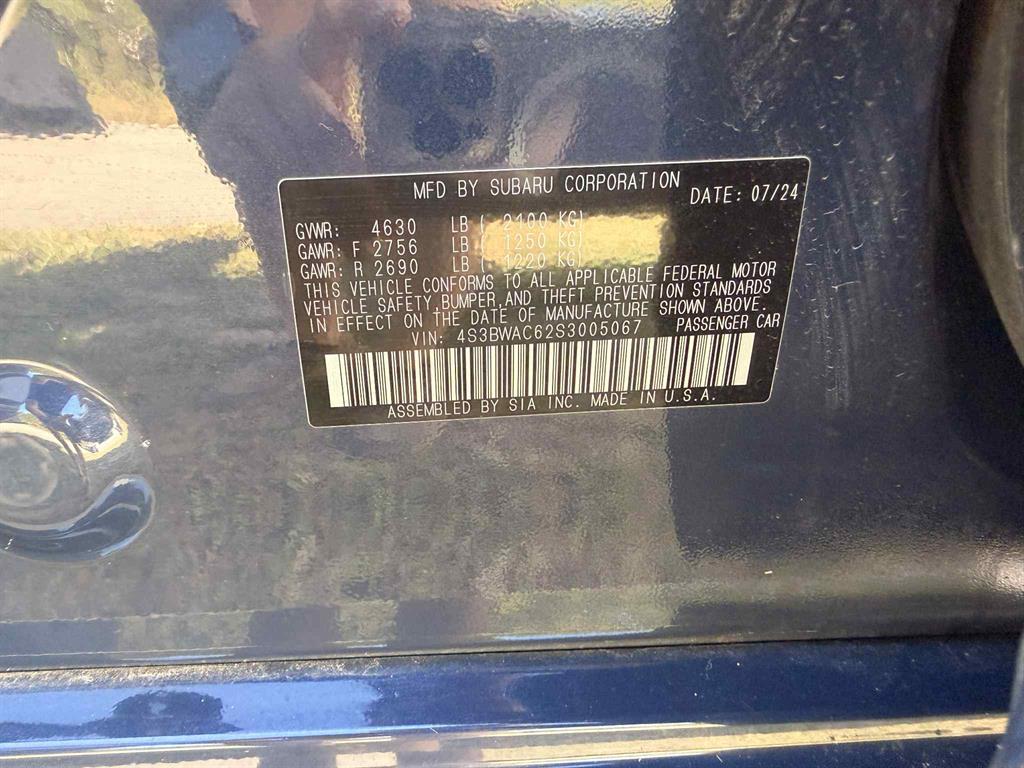 MFD BY SUBARU CORPORATION DATE: 07/24
GVWR: 4630 LB ( 2100 KG)
GAWR: F 2756 LB ( 1250 KG)
GAWR: R 2690 LB ( 1220 KG)
THIS VEHICLE CONFORMS TO ALL APPLICABLE FEDERAL MOTOR
VEHICLE SAFETY, BUMPER, AND THEFT PREVENTION STANDARDS
IN EFFECT ON THE DATE OF MANUFACTURE SHOWN ABOVE.
VIN: 4S3BWAC62S3005067 PASSENGER CAR
ASSEMBLED BY SIA INC. MADE IN U.S.A.